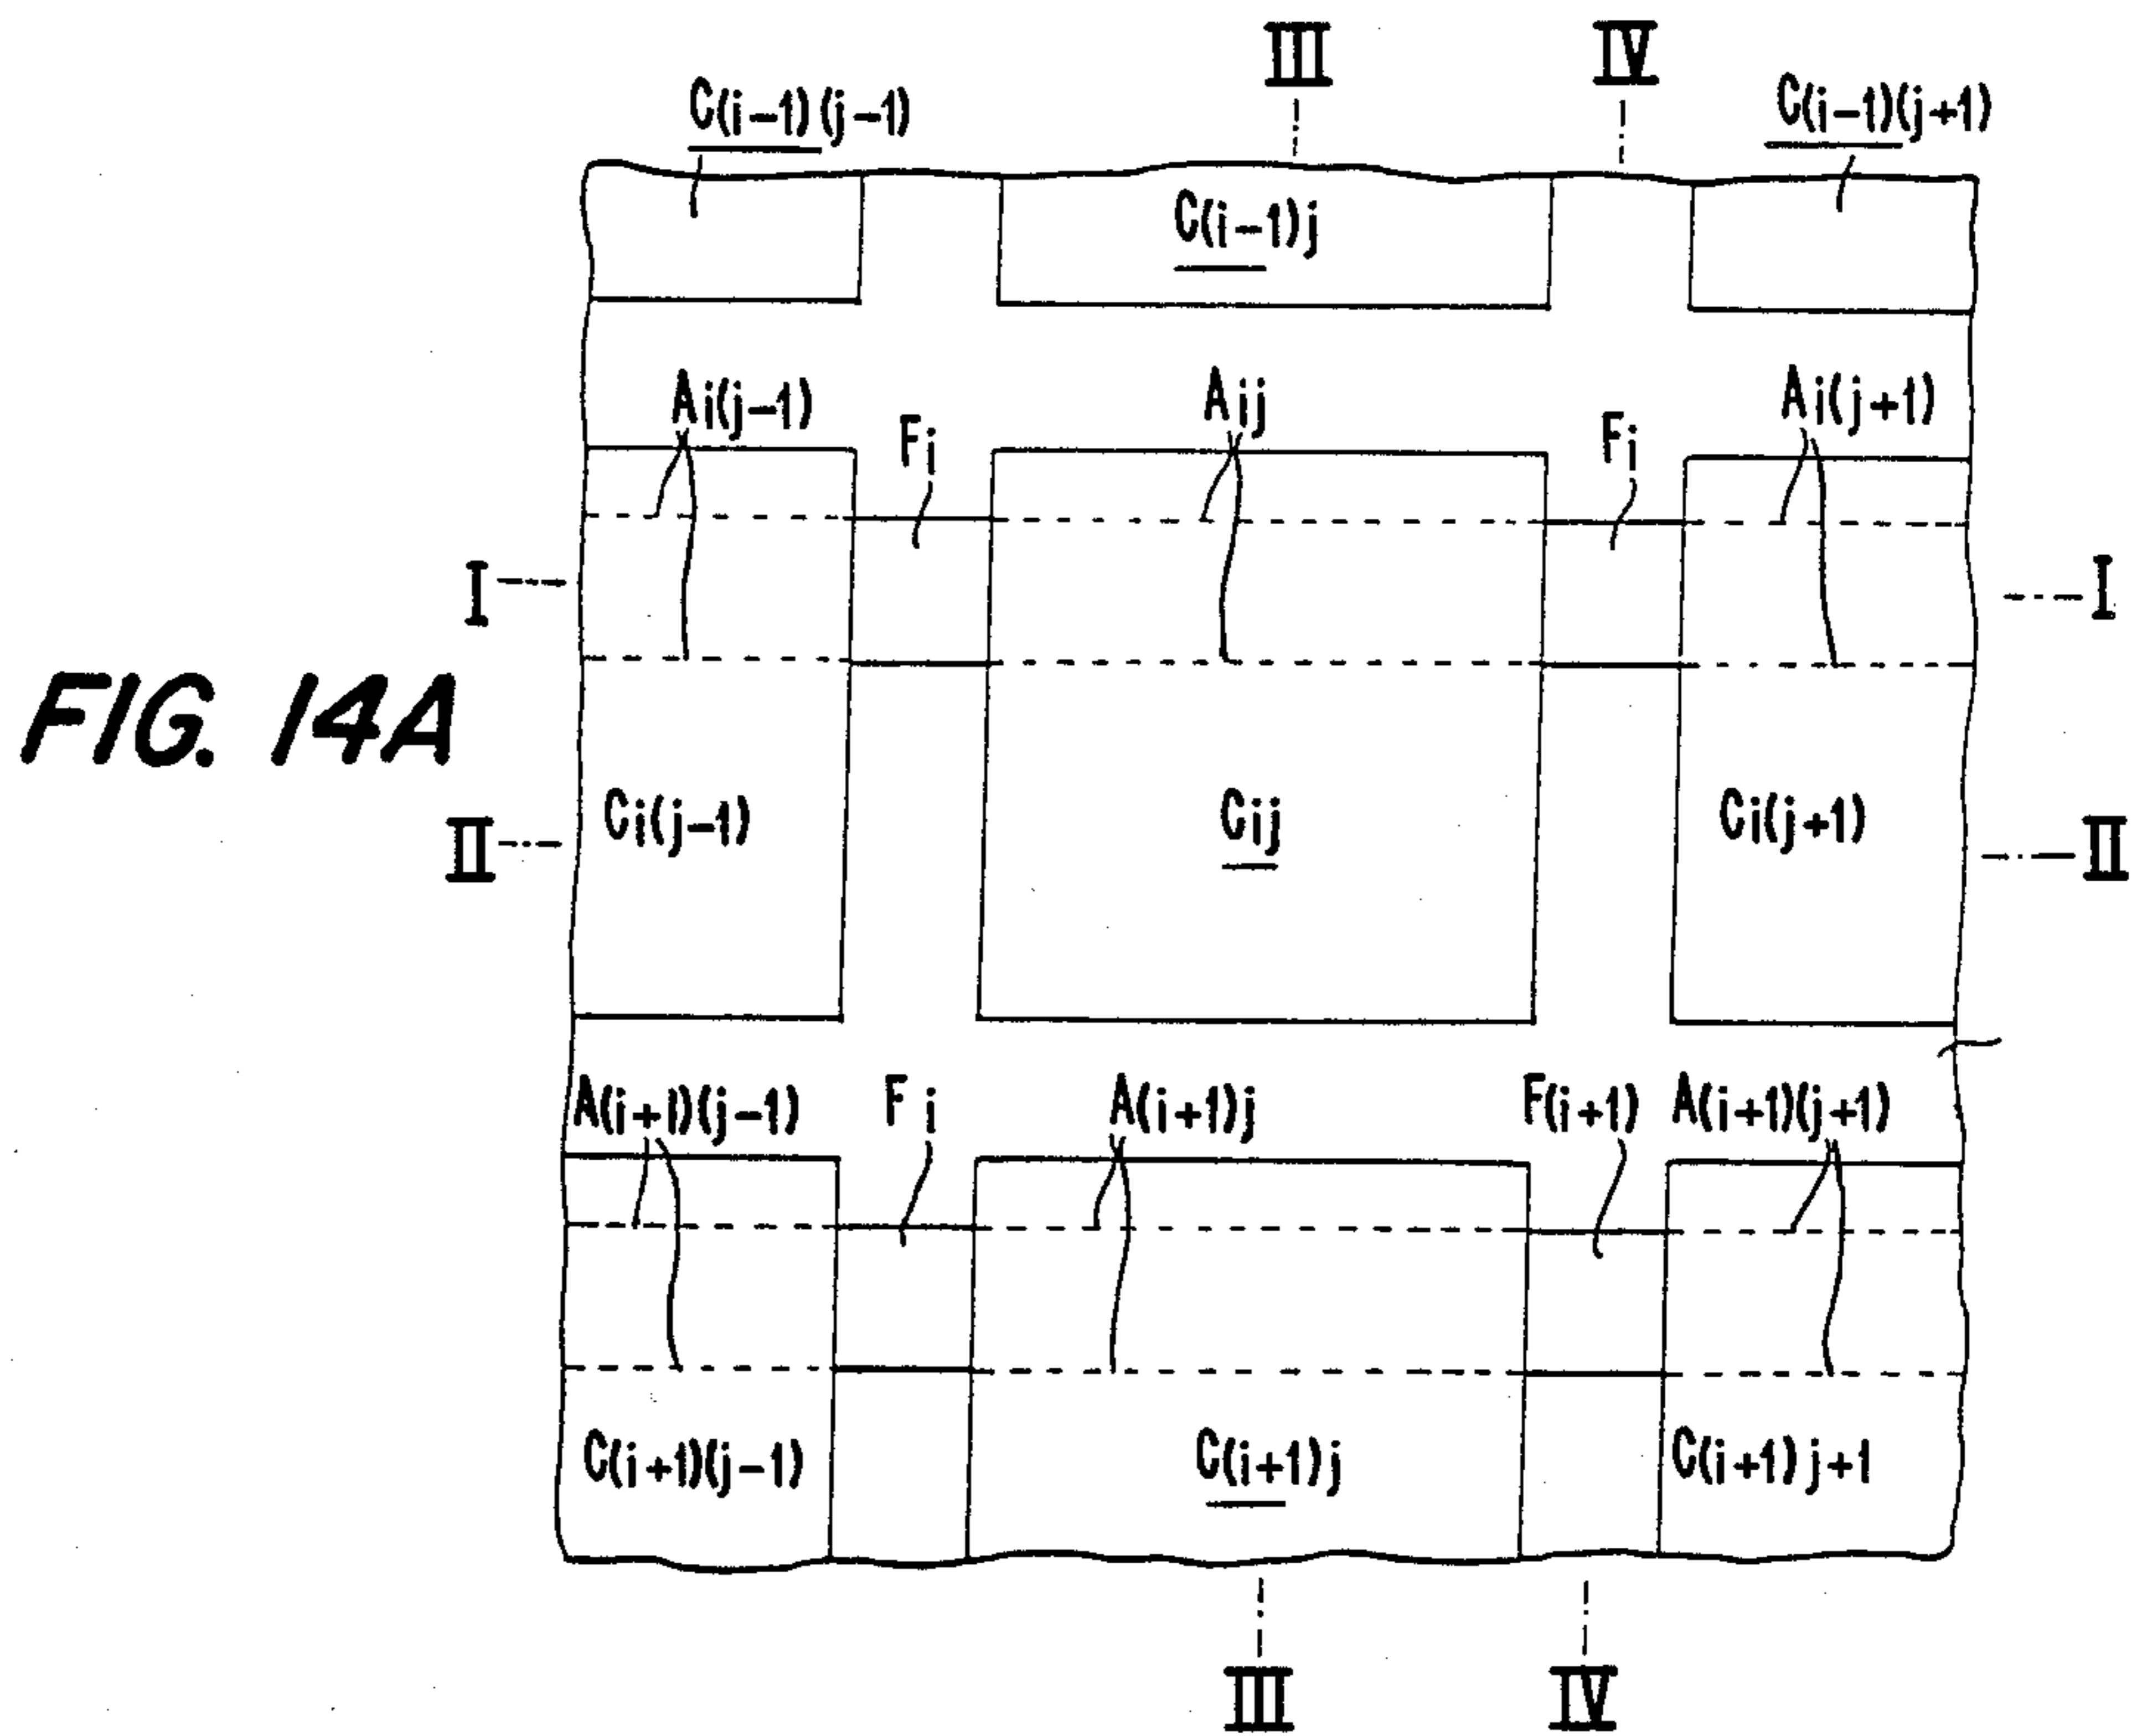 III IV
C(i-1)(j-1) C(i-1)(j+1)
C(i-1)j
Ai(j-1) Fi Aij Fi Ai(j+1)
I I
FIG. 14A
Ci(j-1) Cij Ci(j+1)
II II
A(i+1)(j-1) Fi A(i+1)j F(i+1) A(i+1)(j+1)
C(i+1)(j-1) C(i+1)j C(i+1)j+1
III IV